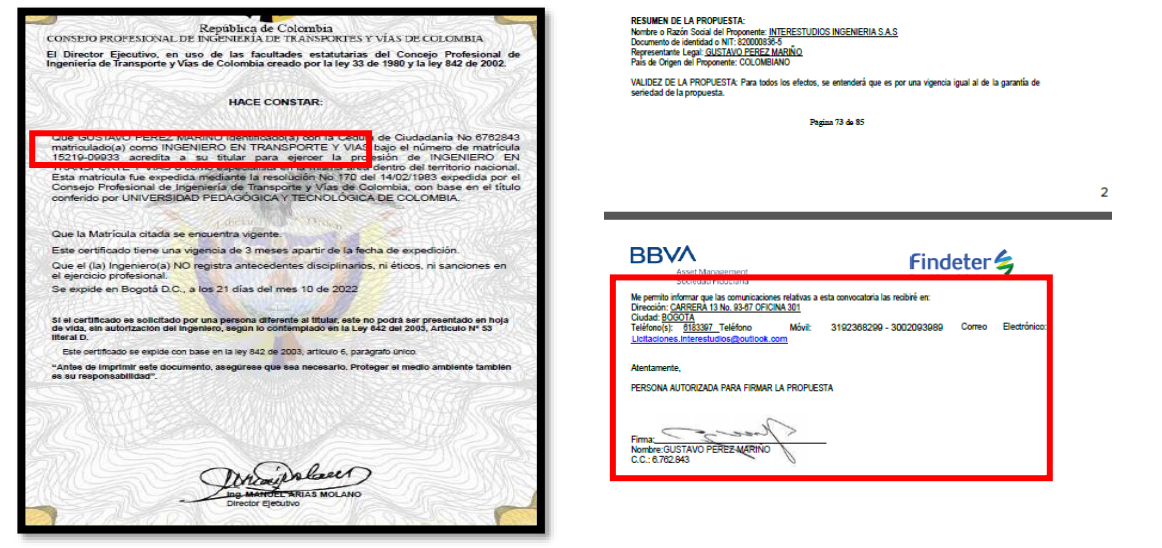 República de Colombia
CONSEJO PROFESIONAL DE INGENIERÍA DE TRANSPORTES Y VÍAS DE COLOMBIA
El Director Ejecutivo, en uso de las facultades estatutarias del Concejo Profesional de
Ingeniería de Transporte y Vías de Colombia creado por la ley 33 de 1980 y la ley 842 de 2002.
HACE CONSTAR:
Que GUSTAVO PEREZ MARIÑO identificado(a) con la Cédula de Ciudadanía No 6762843
matriculado(a) como INGENIERO EN TRANSPORTE Y VIAS bajo el número de matrícula
15219-09933 acredita a su titular para ejercer la profesión de INGENIERO EN
TRANSPORTE Y VIAS o como especialista en la misma área dentro del territorio nacional.
Esta matrícula fue expedida mediante la resolución No 170 del 14/02/1983 expedida por el
Consejo Profesional de Ingeniería de Transporte y Vías de Colombia, con base en el título
conferido por UNIVERSIDAD PEDAGÓGICA Y TECNOLÓGICA DE COLOMBIA.
Que la Matrícula citada se encuentra vigente.
Este certificado tiene una vigencia de 3 meses apartir de la fecha de expedición.
Que el (la) Ingeniero(a) NO registra antecedentes disciplinarios, ni éticos, ni sanciones en
el ejercicio profesional.
Se expide en Bogotá D.C., a los 21 días del mes 10 de 2022
Si el certificado es solicitado por una persona diferente al titular, este no podrá ser presentado en hoja
de vida, sin autorización del Ingeniero, según lo contemplado en la Ley 842 del 2003, Articulo N° 53
literal D.
Este certificado se expide con base en la ley 842 de 2003, artículo 6, parágrafo único.
"Antes de imprimir este documento, asegúrese que sea necesario. Proteger el medio ambiente también
es su responsabilidad".
Ing. MANUEL ARIAS MOLANO
Director Ejecutivo
RESUMEN DE LA PROPUESTA:
Nombre o Razón Social del Proponente: INTERESTUDIOS INGENIERIA S.A.S
Documento de identidad o NIT: 820000836-5
Representante Legal: GUSTAVO PEREZ MARIÑO
País de Origen del Proponente: COLOMBIANO
VALIDEZ DE LA PROPUESTA: Para todos los efectos, se entenderá que es por una vigencia igual al de la garantía de
seriedad de la propuesta.
Página 73 de 85
2
BBVA
Asset Management
Sociedad Fiduciaria
Findeter
Me permito informar que las comunicaciones relativas a esta convocatoria las recibiré en:
Dirección: CARRERA 13 No. 93-67 OFICINA 301
Ciudad: BOGOTA
Teléfono(s): 6183397 Teléfono Móvil: 3192368299 - 3002093989 Correo Electrónico:
Licitaciones.Interestudios@outlook.com
Atentamente,
PERSONA AUTORIZADA PARA FIRMAR LA PROPUESTA
Firma:
Nombre:GUSTAVO PEREZ MARIÑO
C.C.: 6.762.843